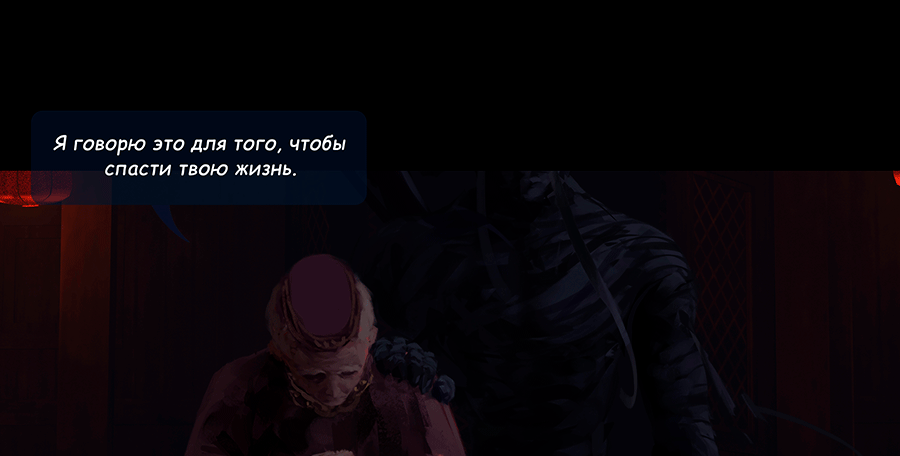 Я говорю это для того, чтобы
спасти твою жизнь.